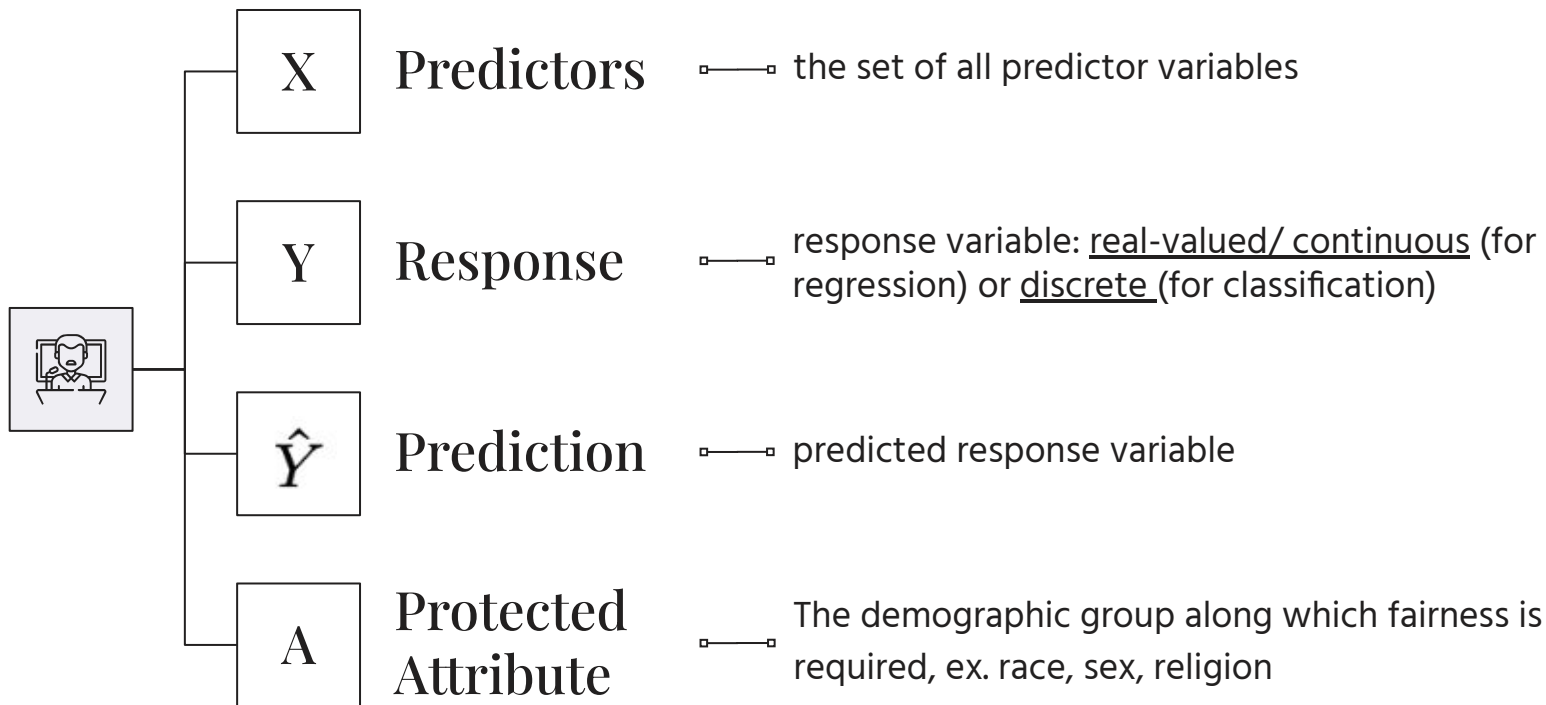 X
Predictors
the set of all predictor variables
Y
Response
response variable: real-valued/ continuous (for
regression) or discrete (for classification)
Ŷ
Prediction
predicted response variable
A
Protected
Attribute
The demographic group along which fairness is
required, ex. race, sex, religion